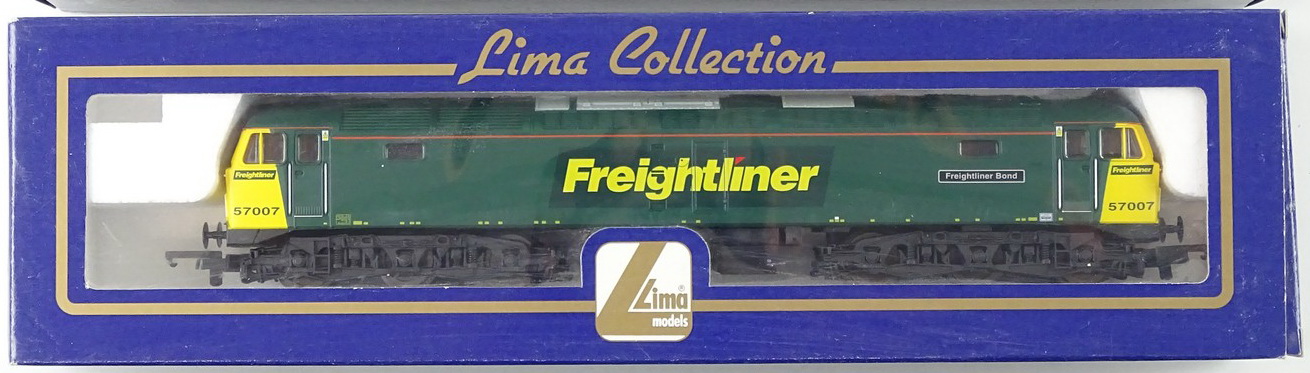 Lima Collection
Freightliner
Freightliner
Freightliner
Freightliner Bond
57007
57007
Lima®
models